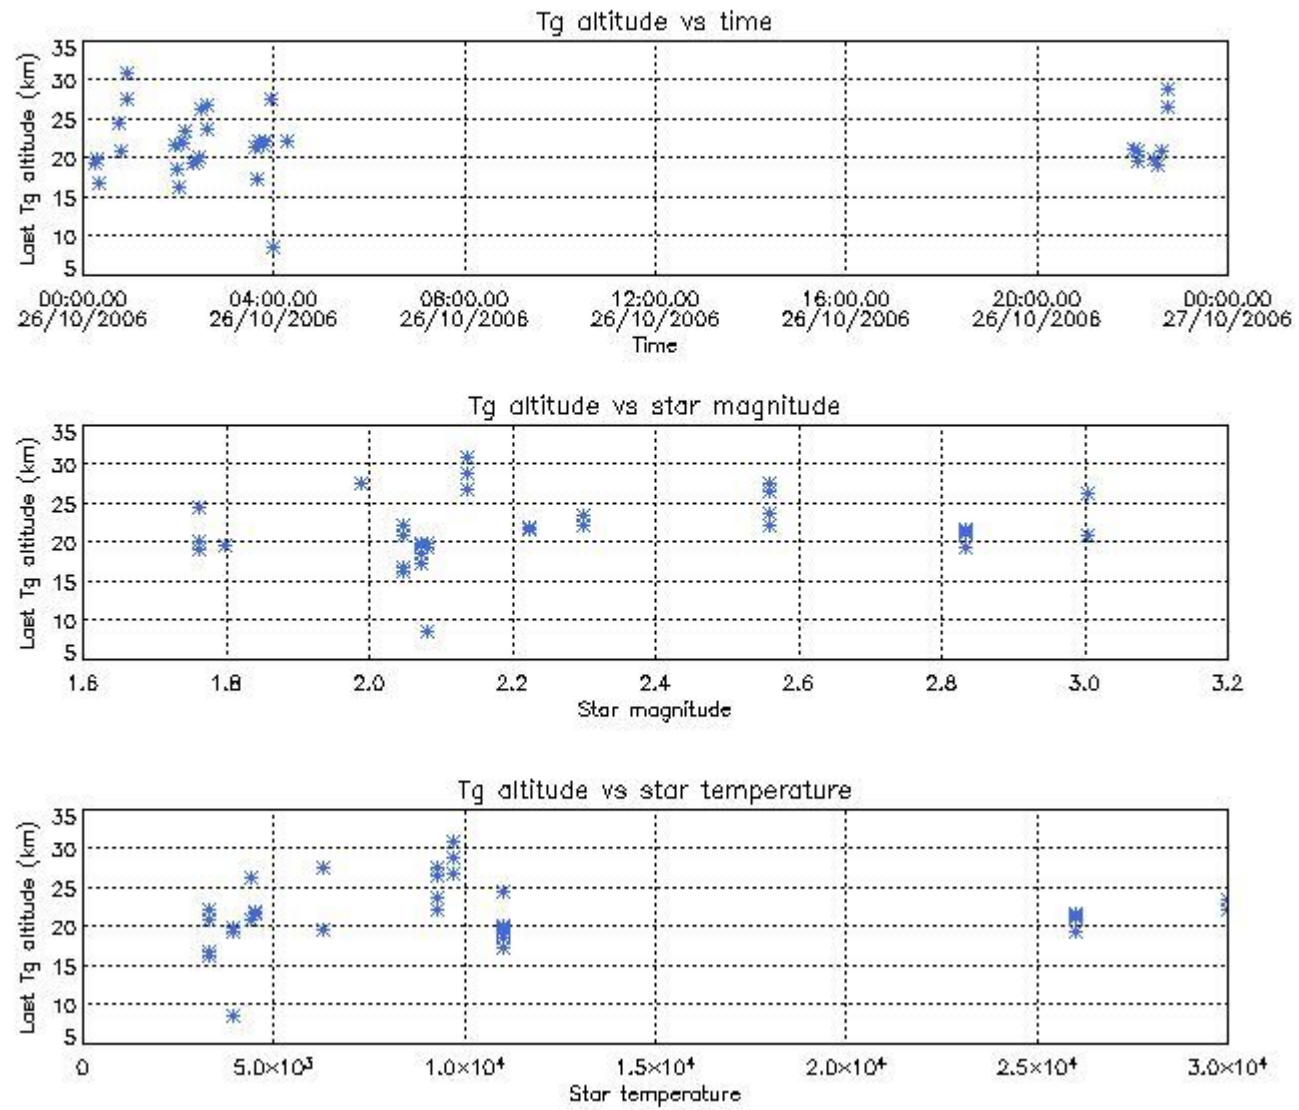 Tg altitude vs time
Last Tg altitude (km)
35
30
25
20
15
10
5
00:00.00 04:00.00 08:00.00 12:00.00 16:00.00 20:00.00 00:00.00
26/10/2006 26/10/2006 26/10/2006 26/10/2006 26/10/2006 26/10/2006 27/10/2006
Time
Tg altitude vs star magnitude
Last Tg altitude (km)
35
30
25
20
15
10
5
1.6 1.8 2.0 2.2 2.4 2.6 2.8 3.0 3.2
Star magnitude
Tg altitude vs star temperature
Last Tg altitude (km)
35
30
25
20
15
10
5
0 5.0×10³ 1.0×10⁴ 1.5×10⁴ 2.0×10⁴ 2.5×10⁴ 3.0×10⁴
Star temperature